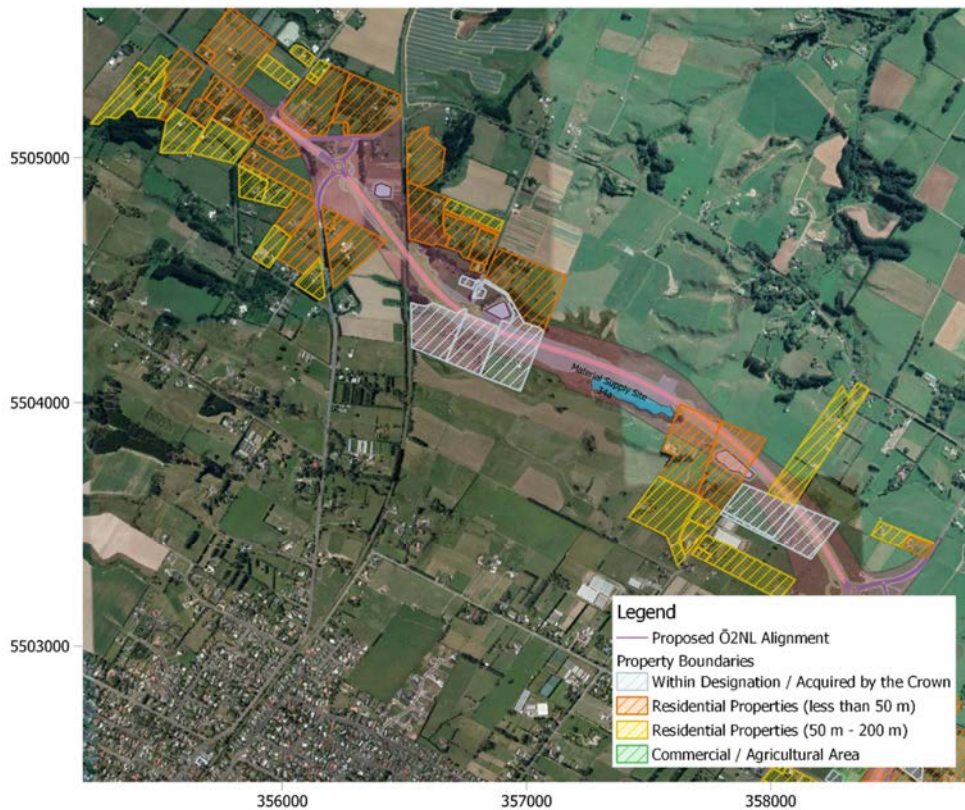 5505000
5504000
5503000
Material Supply Site
34a
Legend
Proposed Ō2NL Alignment
Property Boundaries
Within Designation / Acquired by the Crown
Residential Properties (less than 50 m)
Residential Properties (50 m - 200 m)
Commercial / Agricultural Area
356000
357000
358000